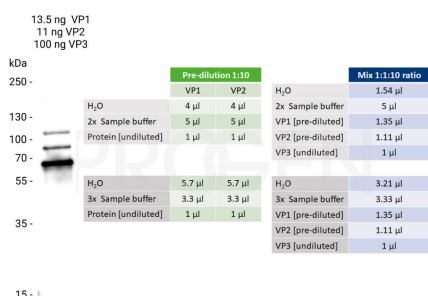 13.5 ng VP1
11 ng VP2
100 ng VP3
kDa
250 -
130 -
100 -
70 -
55 -
35 -
15 -
Pre-dilution 1:10
VP1 VP2
H₂O 4 µl 4 µl
2x Sample buffer 5 µl 5 µl
Protein [undiluted] 1 µl 1 µl
H₂O 5.7 µl 5.7 µl
3x Sample buffer 3.3 µl 3.3 µl
Protein [undiluted] 1 µl 1 µl
Mix 1:1:10 ratio
H₂O 1.54 µl
2x Sample buffer 5 µl
VP1 [pre-diluted] 1.35 µl
VP2 [pre-diluted] 1.11 µl
VP3 [undiluted] 1 µl
H₂O 3.21 µl
3x Sample buffer 3.33 µl
VP1 [pre-diluted] 1.35 µl
VP2 [pre-diluted] 1.11 µl
VP3 [undiluted] 1 µl
PROGEN